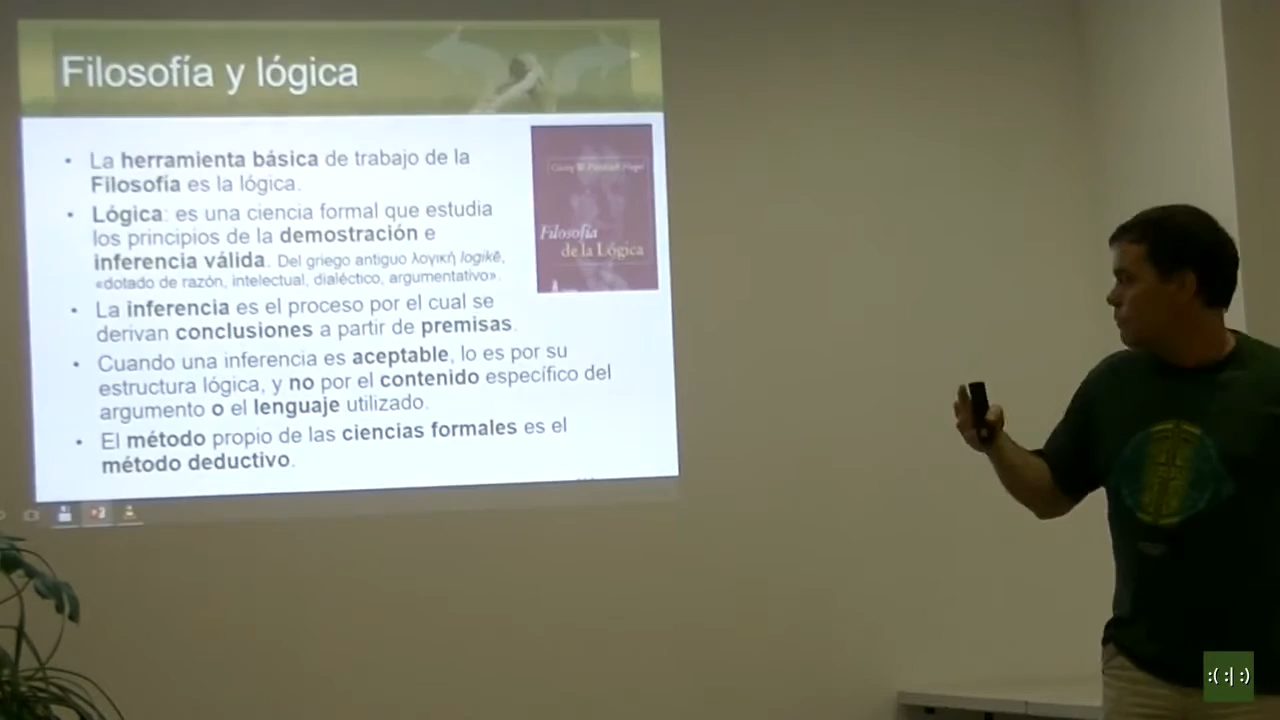 Filosofía y lógica
• La herramienta básica de trabajo de la
Filosofía es la lógica.
• Lógica: es una ciencia formal que estudia
los principios de la demostración e
inferencia válida. Del griego antiguo λογική logikē,
«dotado de razón, intelectual, dialéctico, argumentativo».
• La inferencia es el proceso por el cual se
derivan conclusiones a partir de premisas.
• Cuando una inferencia es aceptable, lo es por su
estructura lógica, y no por el contenido específico del
argumento o el lenguaje utilizado.
• El método propio de las ciencias formales es el
método deductivo.
Georg W. Friedrich Hegel
Filosofía
de la Lógica
:( :| :)